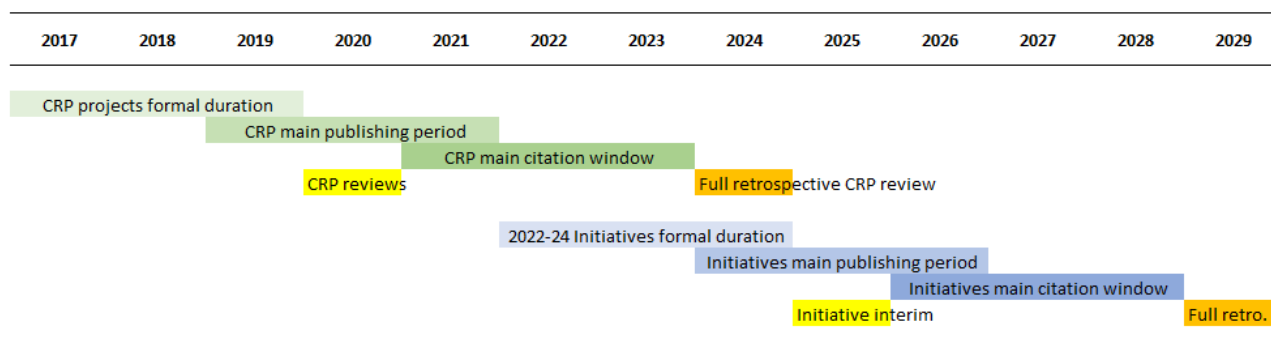 2017 2018 2019 2020 2021 2022 2023 2024 2025 2026 2027 2028 2029
CRP projects formal duration
CRP main publishing period
CRP main citation window
CRP reviews Full retrospective CRP review
2022-24 Initiatives formal duration
Initiatives main publishing period
Initiatives main citation window
Initiative interim Full retro.